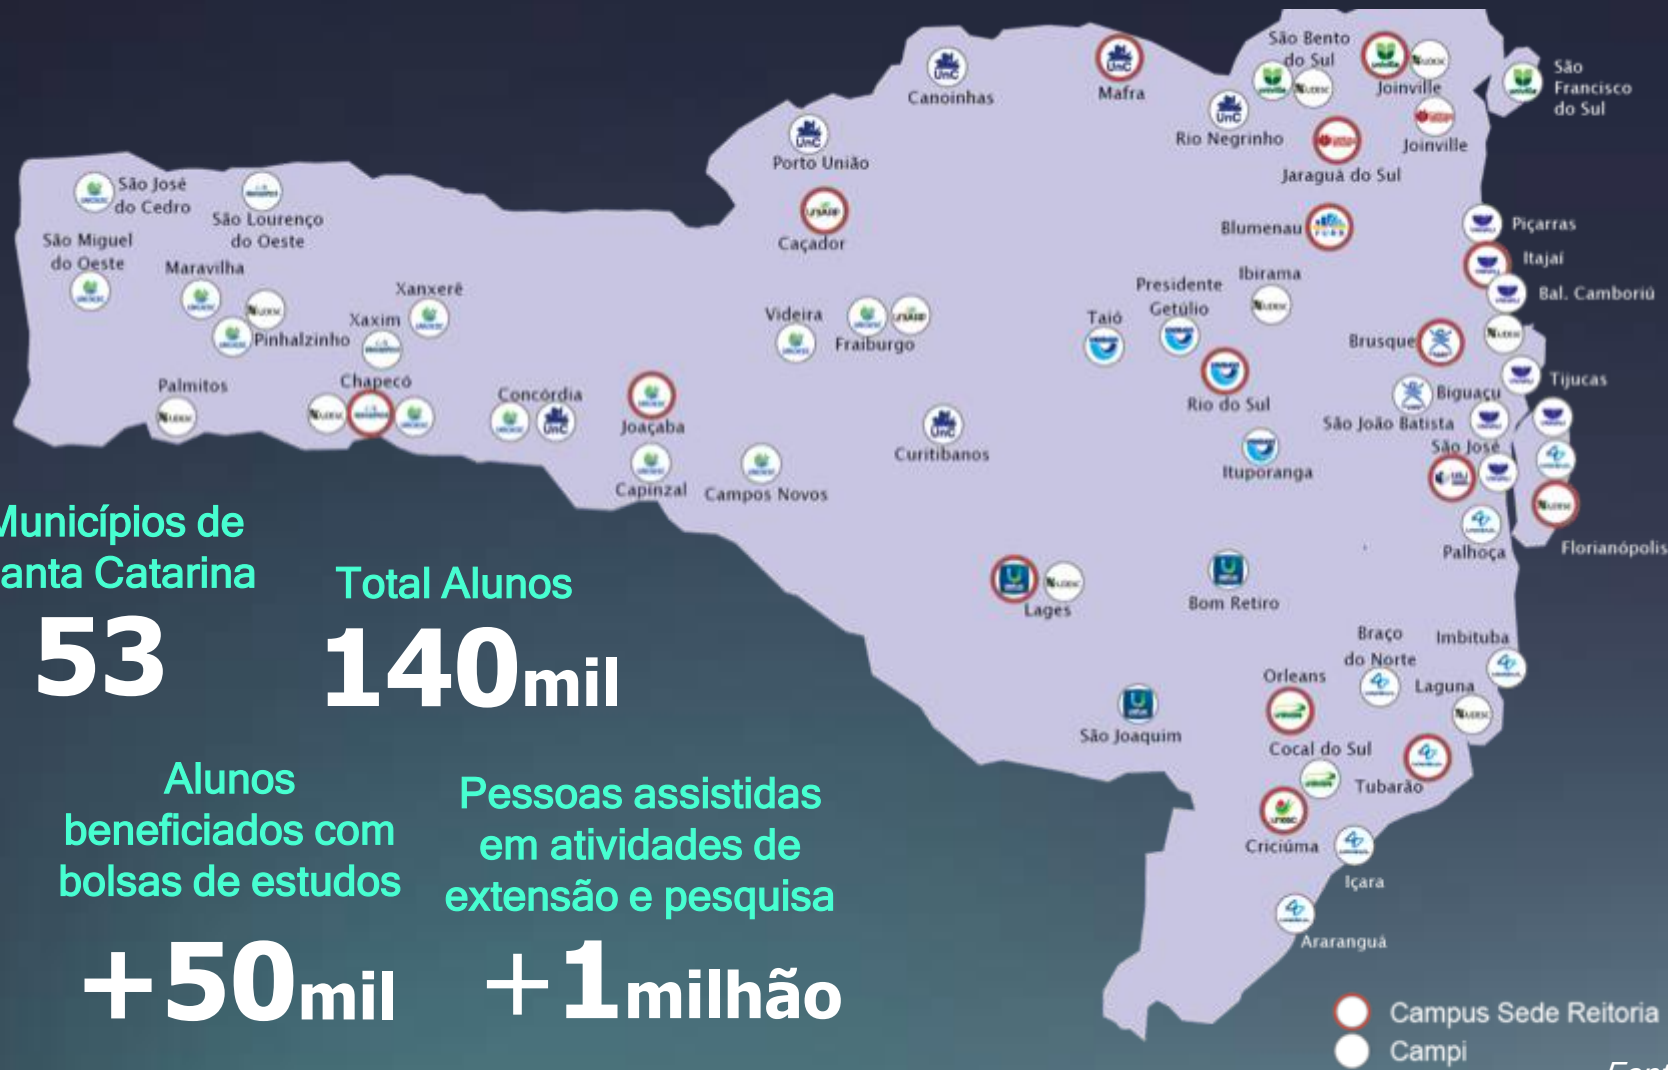 São Bento
do Sul
Joinville
São
Francisco
do Sul
Canoinhas
Mafra
Rio Negrinho
Joinville
Porto União
Jaraguá do Sul
São José
do Cedro
São Lourenço
do Oeste
Caçador
Blumenau
Piçarras
São Miguel
do Oeste
Maravilha
Itajaí
Xanxerê
Ibirama
Presidente
Getúlio
Bal. Camboriú
Xaxim
Pinhalzinho
Videira
Fraiburgo
Taió
Brusque
Palmitos
Chapecó
Concórdia
Joaçaba
Rio do Sul
Biguaçu
Tijucas
São João Batista
Curitibanos
São José
Ituporanga
Capinzal
Campos Novos
Palhoça
Florianópolis
Lages
Bom Retiro
Braço
do Norte
Imbituba
Orleans
Laguna
São Joaquim
Cocal do Sul
Tubarão
Criciúma
Içara
Araranguá
UnC
UnC
UnC
UnC
UnC
UnC
Municípios de
anta Catarina
53
Total Alunos
140mil
Alunos
beneficiados com
bolsas de estudos
+50mil
Pessoas assistidas
em atividades de
extensão e pesquisa
+1milhão
Campus Sede Reitoria
Campi